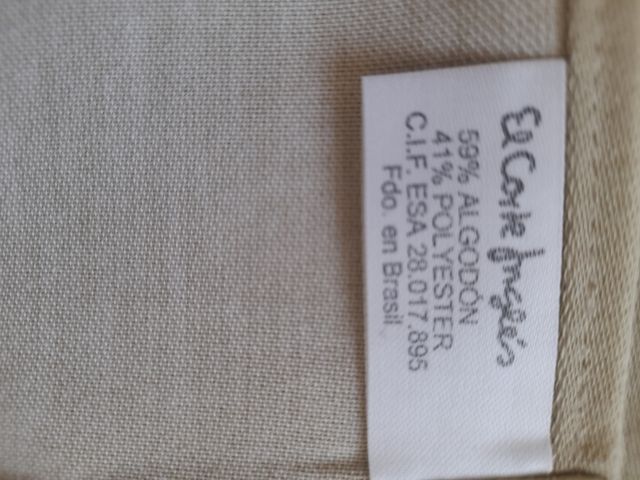 El Corte Inglés
59% ALGODÓN
41% POLYESTER
C.I.F. ESA 28.017.895
Fdo. en Brasil